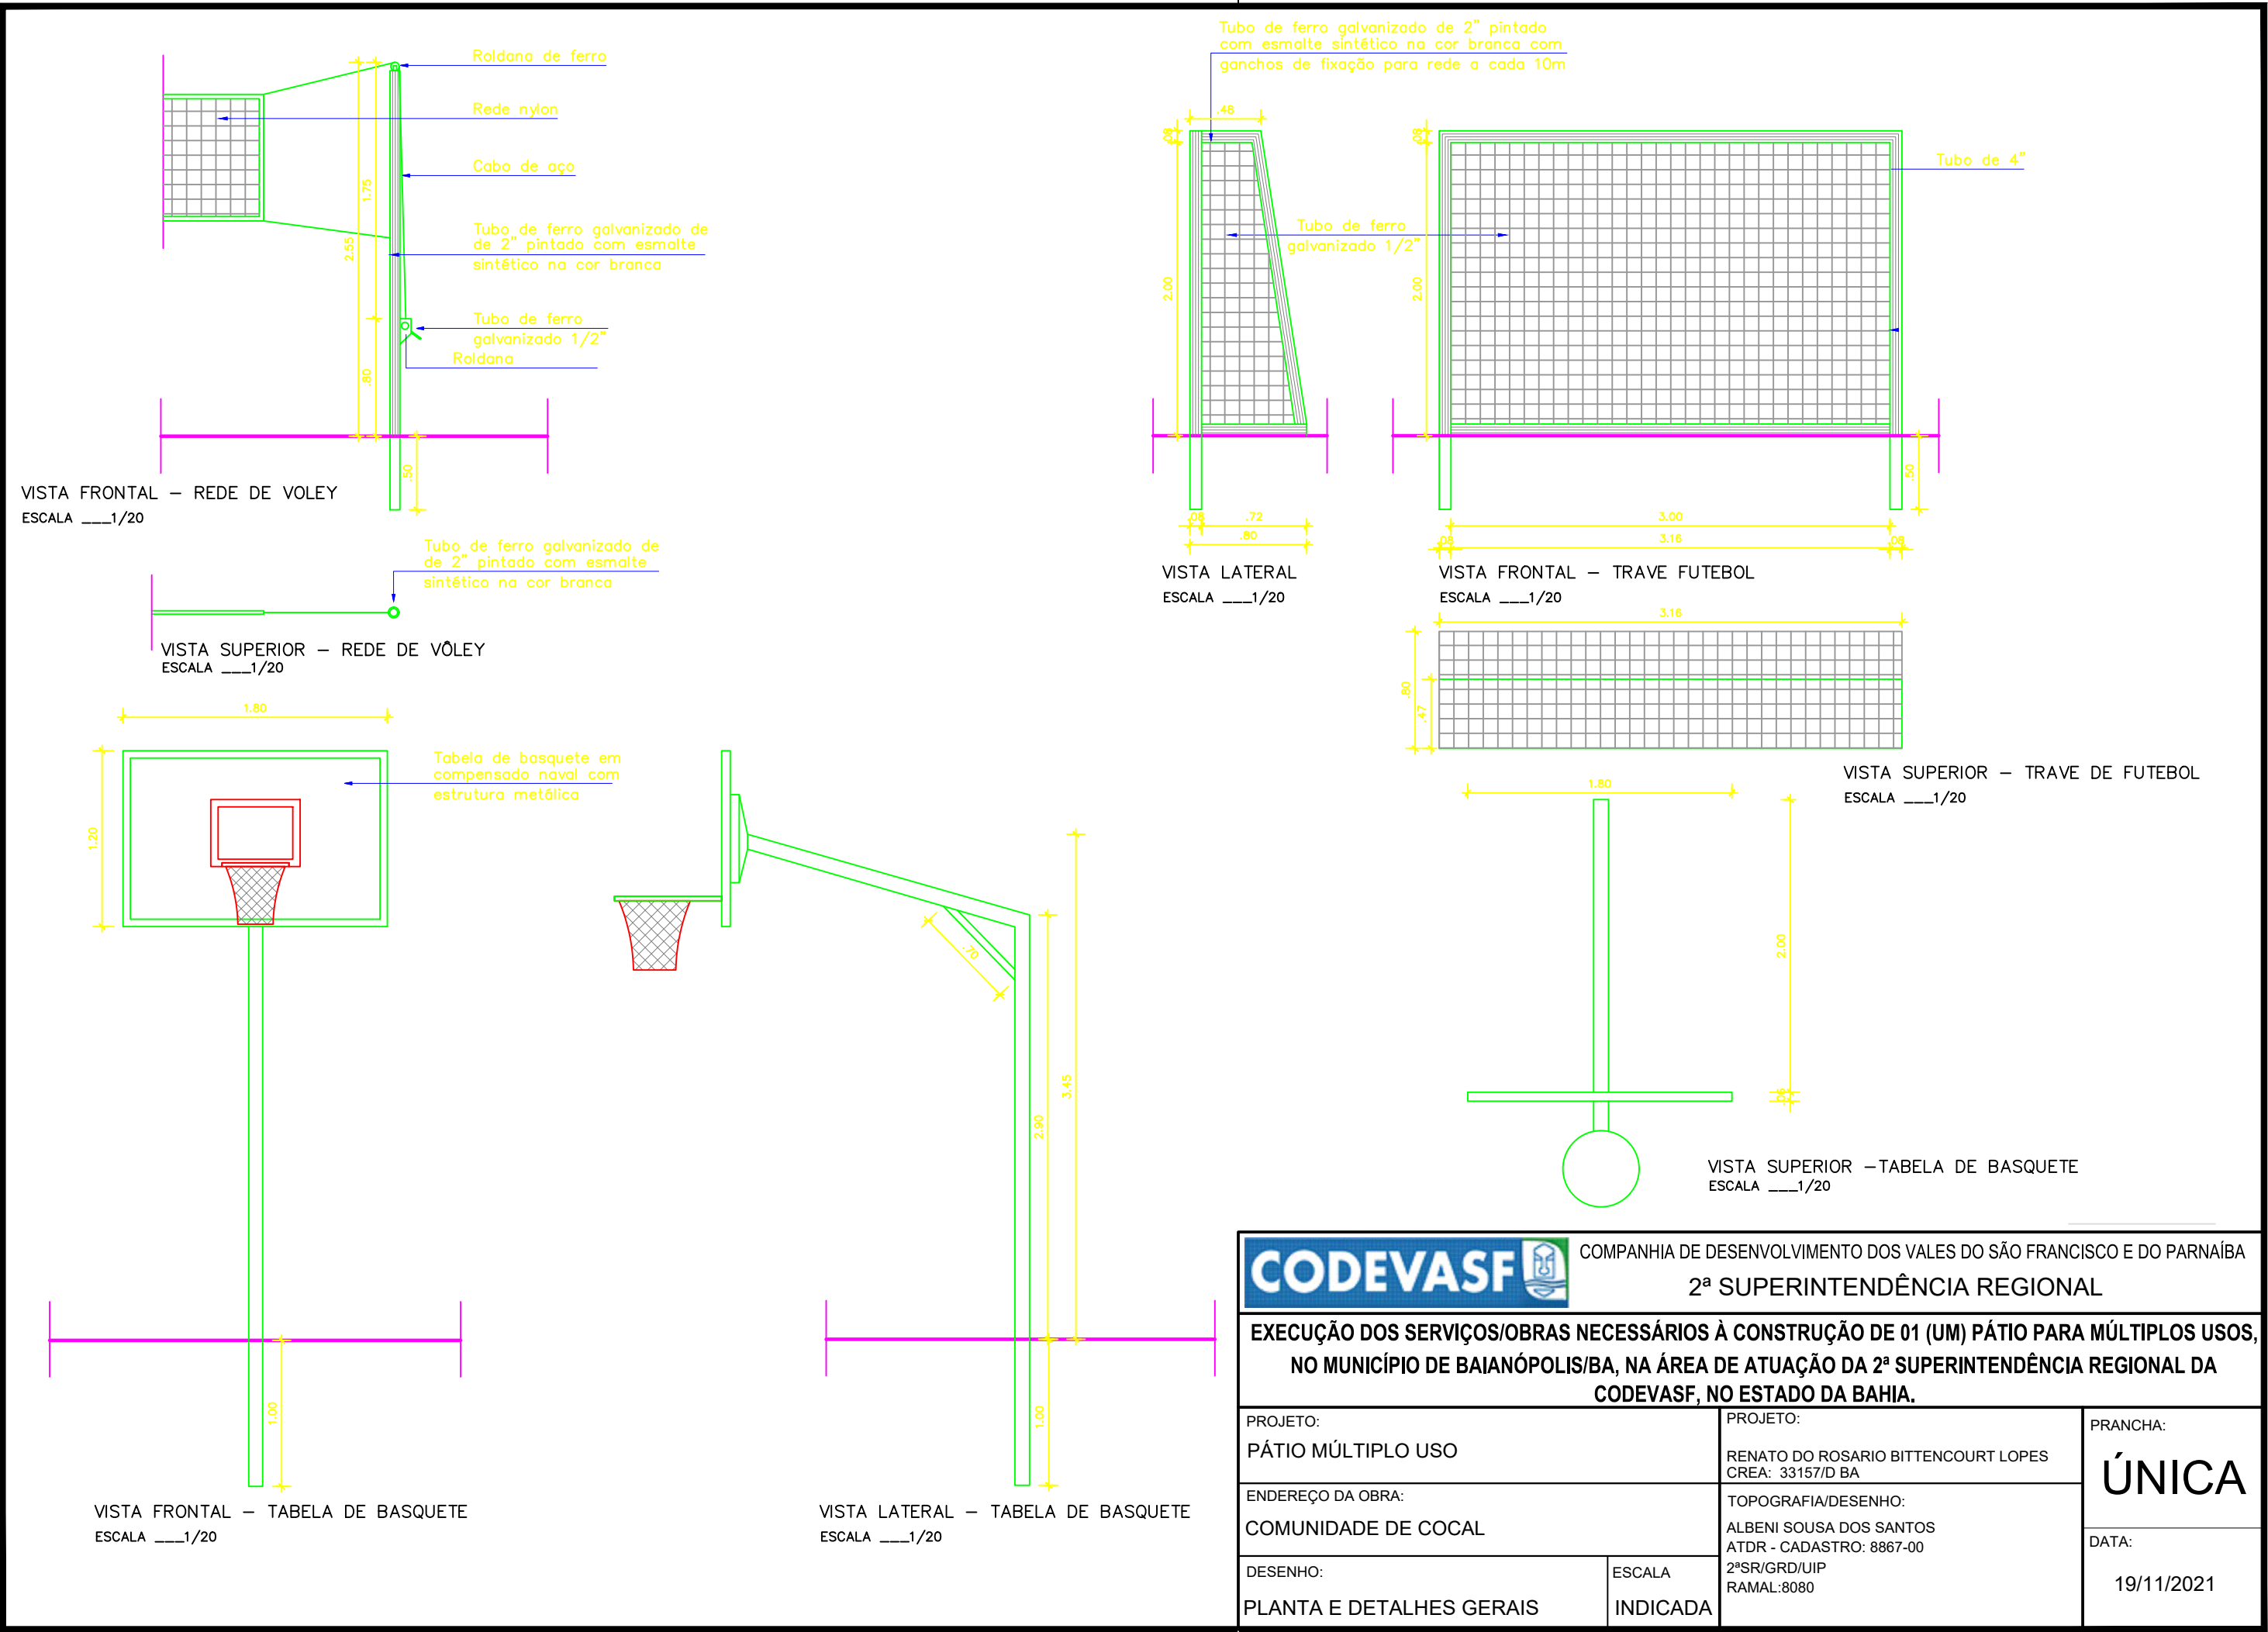 Roldana de ferro
Rede nylon
Cabo de aço
Tubo de ferro galvanizado de
de 2" pintado com esmalte
sintético na cor branca
Tubo de ferro
galvanizado 1/2"
Roldana
1.75
2.55
.80
.50
VISTA FRONTAL – REDE DE VOLEY
ESCALA ___1/20
Tubo de ferro galvanizado de
de 2" pintado com esmalte
sintético na cor branca
VISTA SUPERIOR – REDE DE VÔLEY
ESCALA ___1/20
Tubo de ferro galvanizado de 2" pintado
com esmalte sintético na cor branca com
ganchos de fixação para rede a cada 10m
.48
.08
2.00
Tubo de ferro
galvanizado 1/2"
.08
.72
.80
VISTA LATERAL
ESCALA ___1/20
.08
2.00
Tubo de 4"
.50
3.00
3.16
.08
.08
VISTA FRONTAL – TRAVE FUTEBOL
ESCALA ___1/20
3.16
.80
.47
VISTA SUPERIOR – TRAVE DE FUTEBOL
ESCALA ___1/20
1.80
1.20
Tabela de basquete em
compensado naval com
estrutura metálica
1.00
VISTA FRONTAL – TABELA DE BASQUETE
ESCALA ___1/20
.70
3.45
2.90
1.00
VISTA LATERAL – TABELA DE BASQUETE
ESCALA ___1/20
1.80
2.00
VISTA SUPERIOR –TABELA DE BASQUETE
ESCALA ___1/20
CODEVASF
COMPANHIA DE DESENVOLVIMENTO DOS VALES DO SÃO FRANCISCO E DO PARNAÍBA
2ª SUPERINTENDÊNCIA REGIONAL
EXECUÇÃO DOS SERVIÇOS/OBRAS NECESSÁRIOS À CONSTRUÇÃO DE 01 (UM) PÁTIO PARA MÚLTIPLOS USOS,
NO MUNICÍPIO DE BAIANÓPOLIS/BA, NA ÁREA DE ATUAÇÃO DA 2ª SUPERINTENDÊNCIA REGIONAL DA
CODEVASF, NO ESTADO DA BAHIA.
PROJETO:
PÁTIO MÚLTIPLO USO
ENDEREÇO DA OBRA:
COMUNIDADE DE COCAL
DESENHO:
PLANTA E DETALHES GERAIS
ESCALA
INDICADA
PROJETO:
RENATO DO ROSARIO BITTENCOURT LOPES
CREA: 33157/D BA
TOPOGRAFIA/DESENHO:
ALBENI SOUSA DOS SANTOS
ATDR - CADASTRO: 8867-00
2ªSR/GRD/UIP
RAMAL:8080
PRANCHA:
ÚNICA
DATA:
19/11/2021